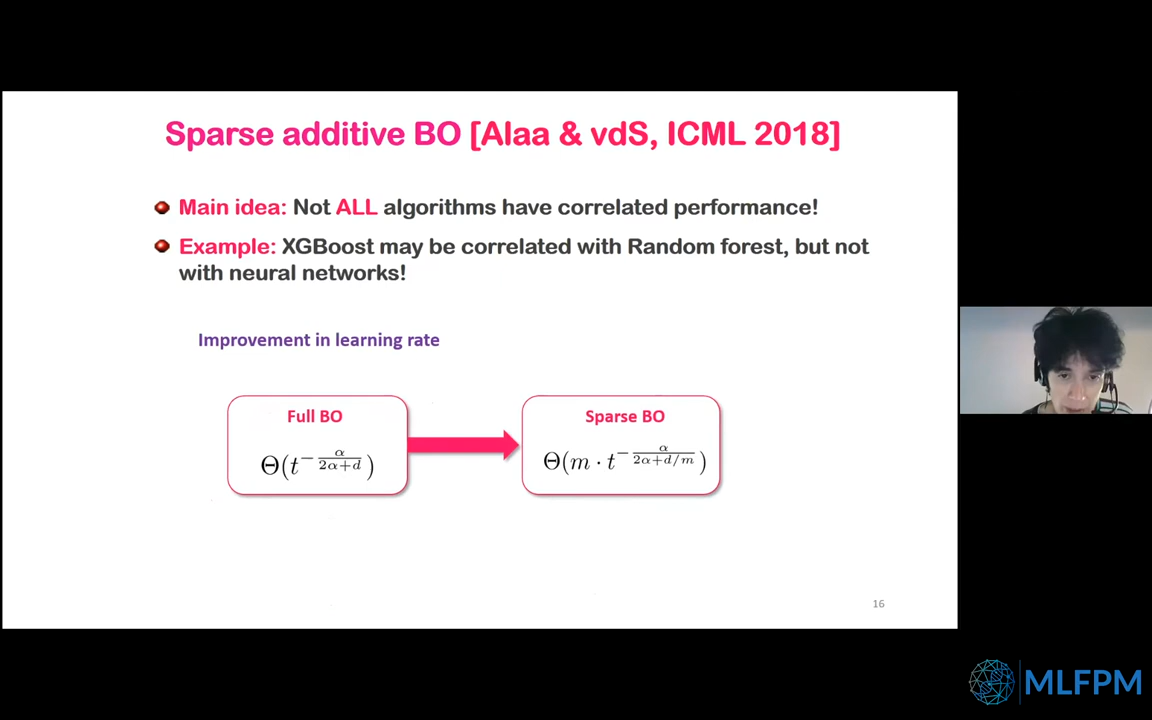 Sparse additive BO [Alaa & vdS, ICML 2018]
Main idea: Not ALL algorithms have correlated performance!
Example: XGBoost may be correlated with Random forest, but not
with neural networks!
Improvement in learning rate
Full BO
Θ(t^{-\frac{α}{2α+d}})
Sparse BO
Θ(m · t^{-\frac{α}{2α+d/m}})
16
MLFPM